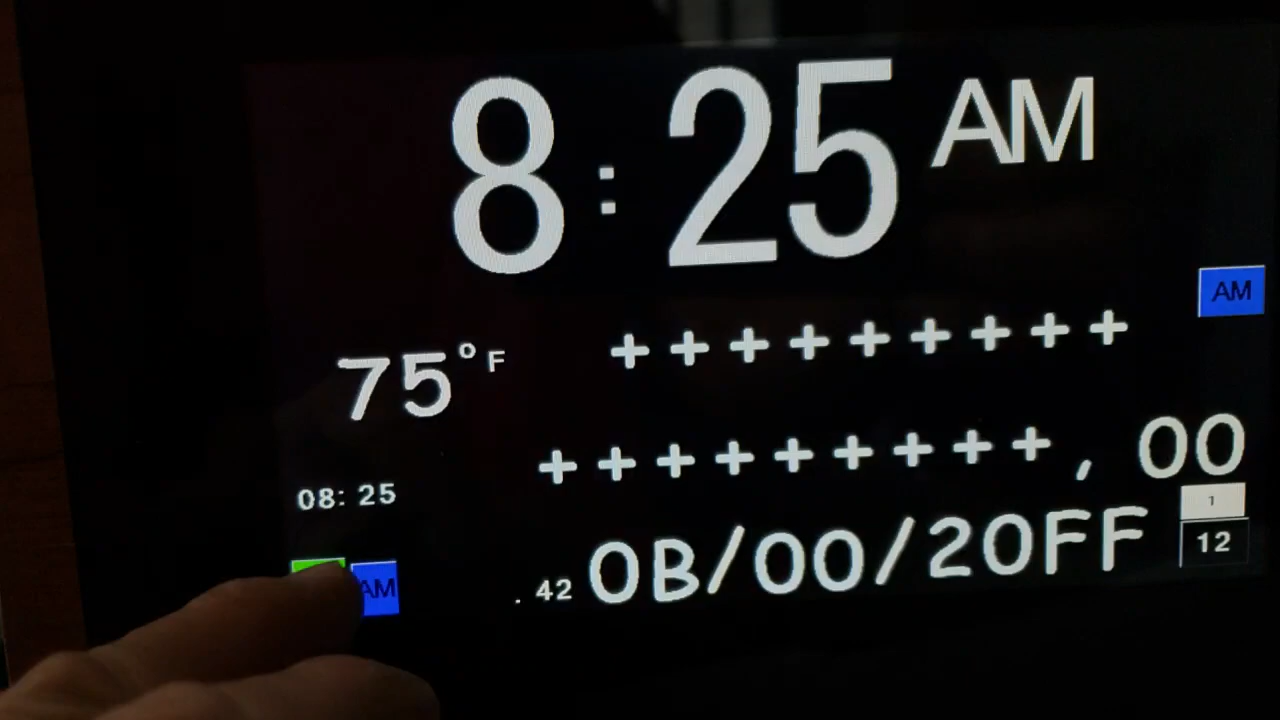 8:25 AM
AM
75°F
+ + + + + + + + +
+ + + + + + + + + , 00
08: 25
1
12
. 42 0B/00/20FF
AM